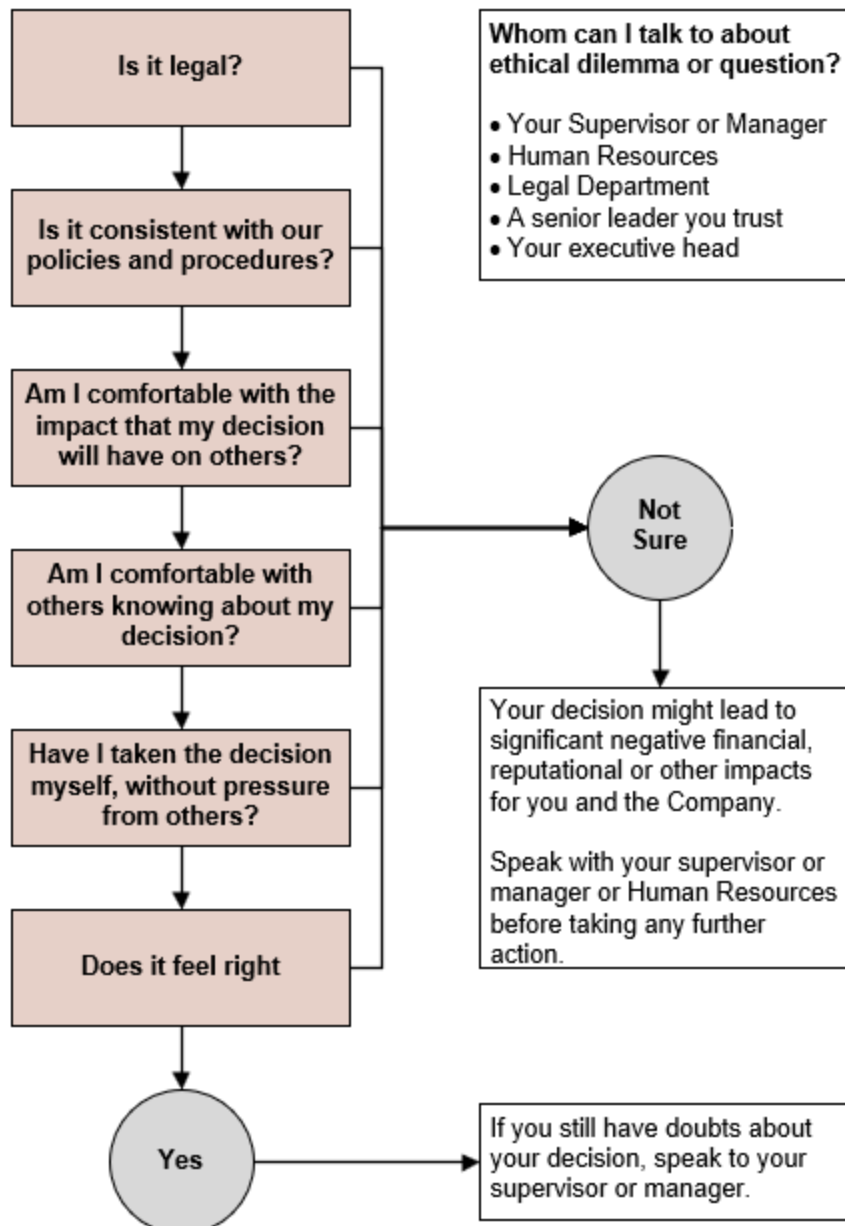 Is it legal?
Is it consistent with our
policies and procedures?
Am I comfortable with the
impact that my decision
will have on others?
Am I comfortable with
others knowing about my
decision?
Have I taken the decision
myself, without pressure
from others?
Does it feel right
Yes
Whom can I talk to about
ethical dilemma or question?
• Your Supervisor or Manager
• Human Resources
• Legal Department
• A senior leader you trust
• Your executive head
Not
Sure
Your decision might lead to
significant negative financial,
reputational or other impacts
for you and the Company.
Speak with your supervisor or
manager or Human Resources
before taking any further
action.
If you still have doubts about
your decision, speak to your
supervisor or manager.